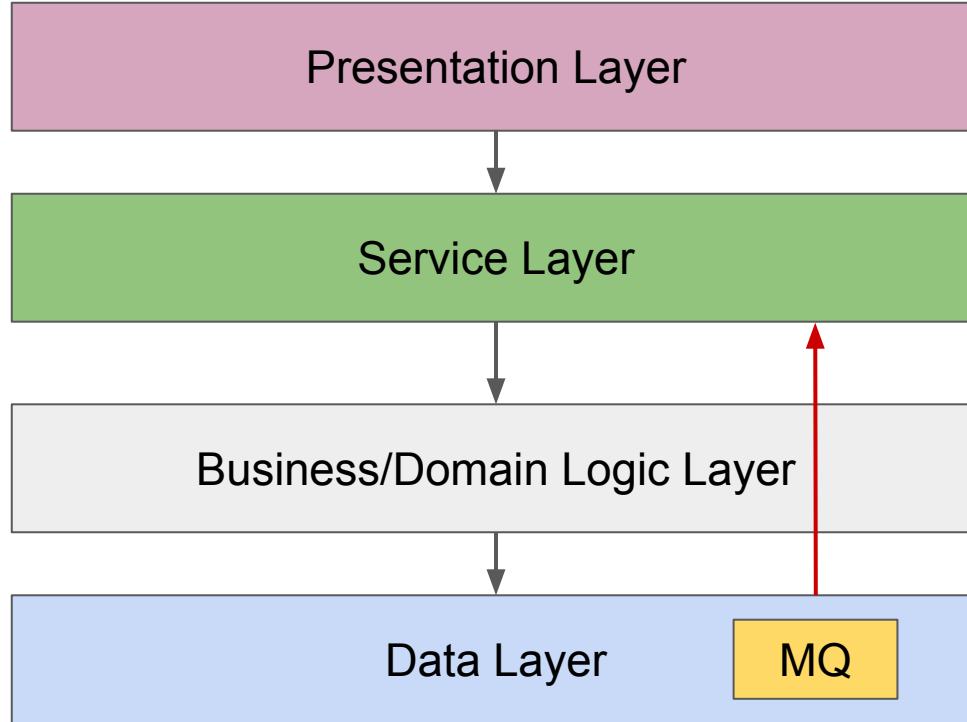 Presentation Layer
Service Layer
Business/Domain Logic Layer
Data Layer
MQ